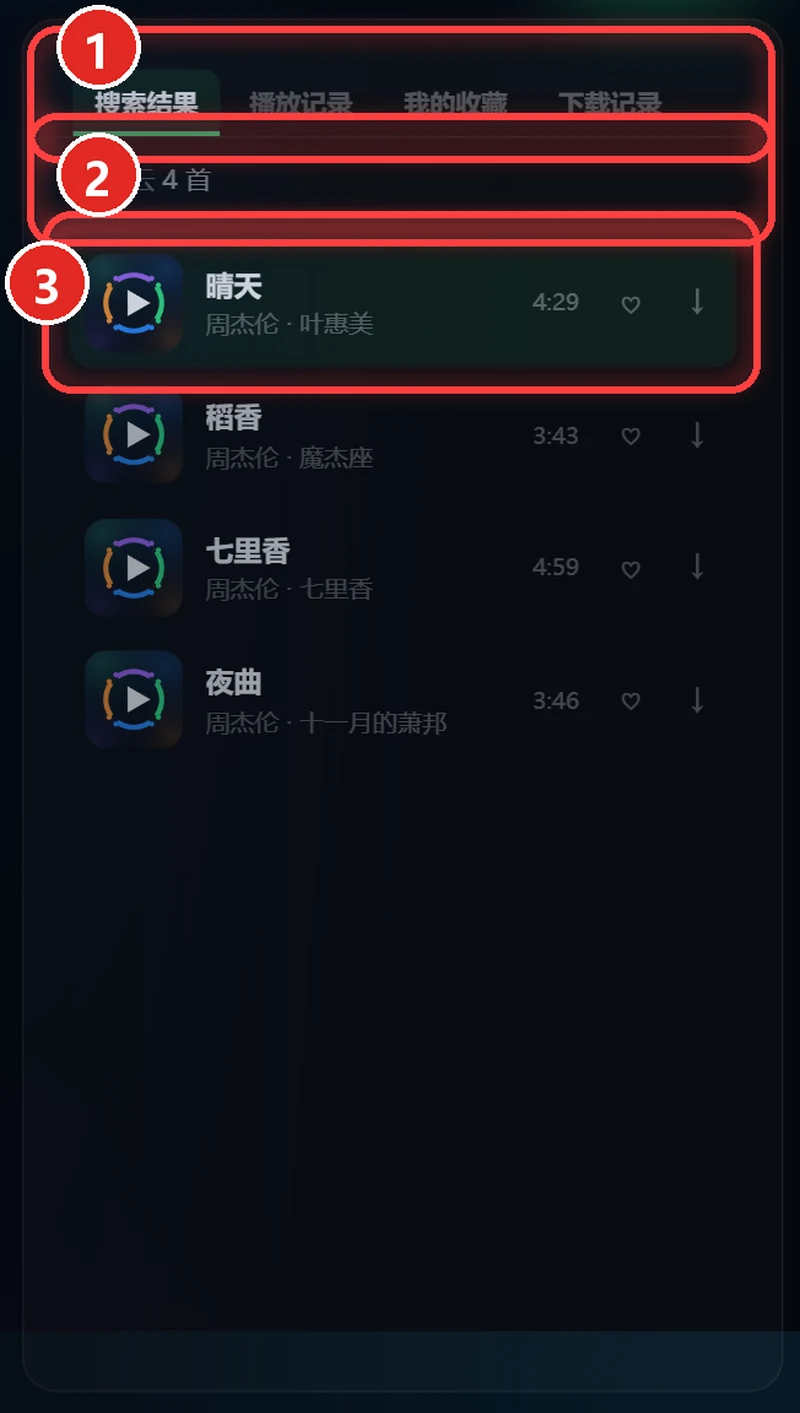 1
搜索结果 播放记录 我的收藏 下载记录
2
云 4 首
3
晴天
周杰伦 · 叶惠美
4:29
稻香
周杰伦 · 魔杰座
3:43
七里香
周杰伦 · 七里香
4:59
夜曲
周杰伦 · 十一月的萧邦
3:46